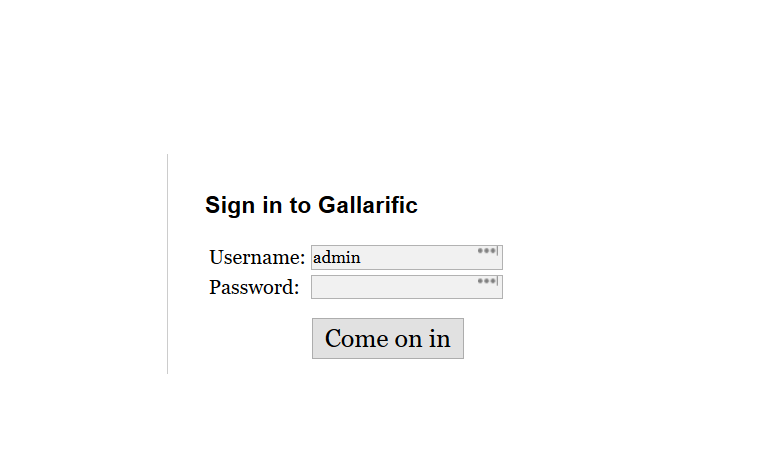 Sign in to Gallarific
Username: admin
Password:
Come on in